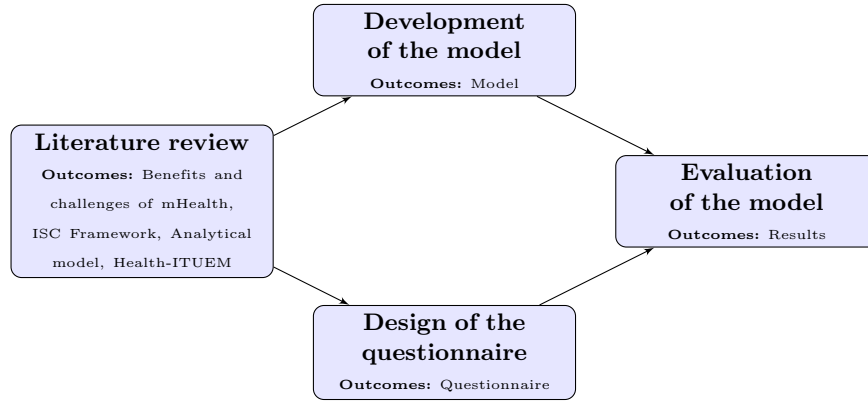 Development
of the model
Outcomes: Model
Literature review
Outcomes: Benefits and
challenges of mHealth,
ISC Framework, Analytical
model, Health-ITUEM
Evaluation
of the model
Outcomes: Results
Design of the
questionnaire
Outcomes: Questionnaire